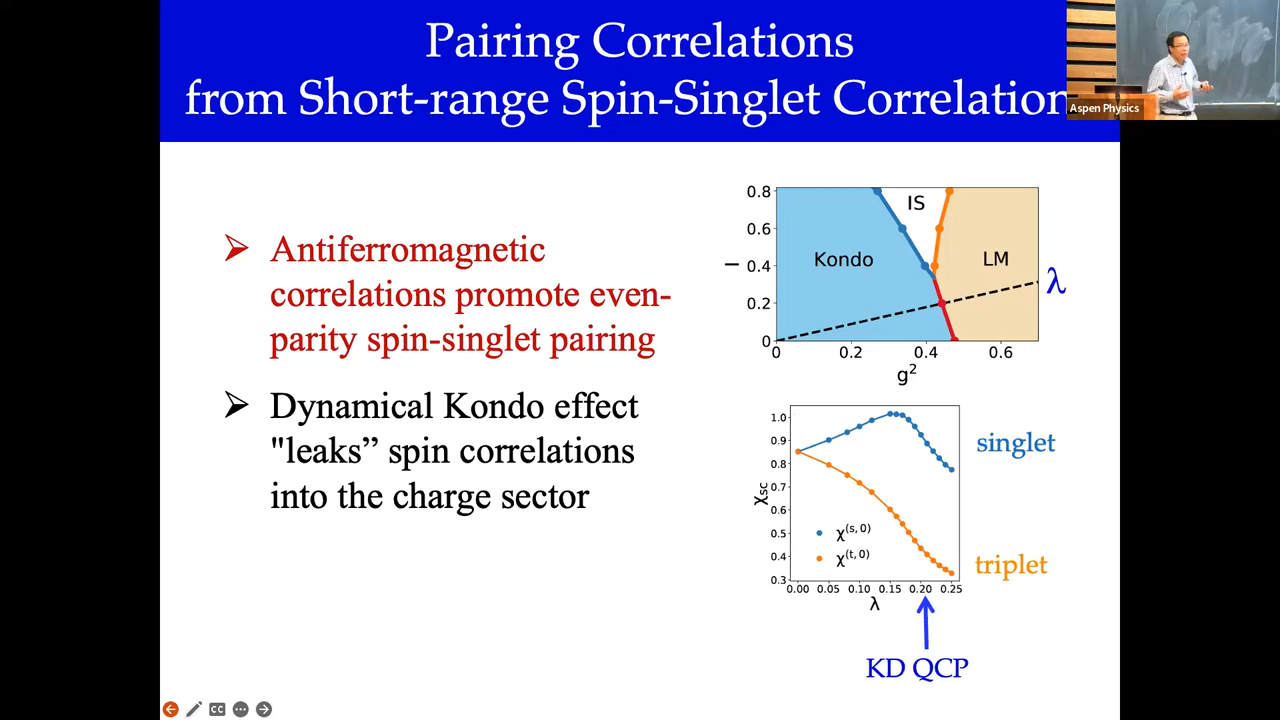 Pairing Correlations
from Short-range Spin-Singlet Correlation
Aspen Physics
➢ Antiferromagnetic
correlations promote even-
parity spin-singlet pairing
➢ Dynamical Kondo effect
"leaks” spin correlations
into the charge sector
0.8
0.6
0.4
0.2
0
I
IS
Kondo
LM
λ
0
0.2
0.4
0.6
g²
1.0
0.9
0.8
0.7
0.6
0.5
0.4
0.3
χsc
χ(s,0)
χ(t,0)
singlet
triplet
0.00 0.05 0.10 0.15 0.20 0.25
λ
KD QCP
CC